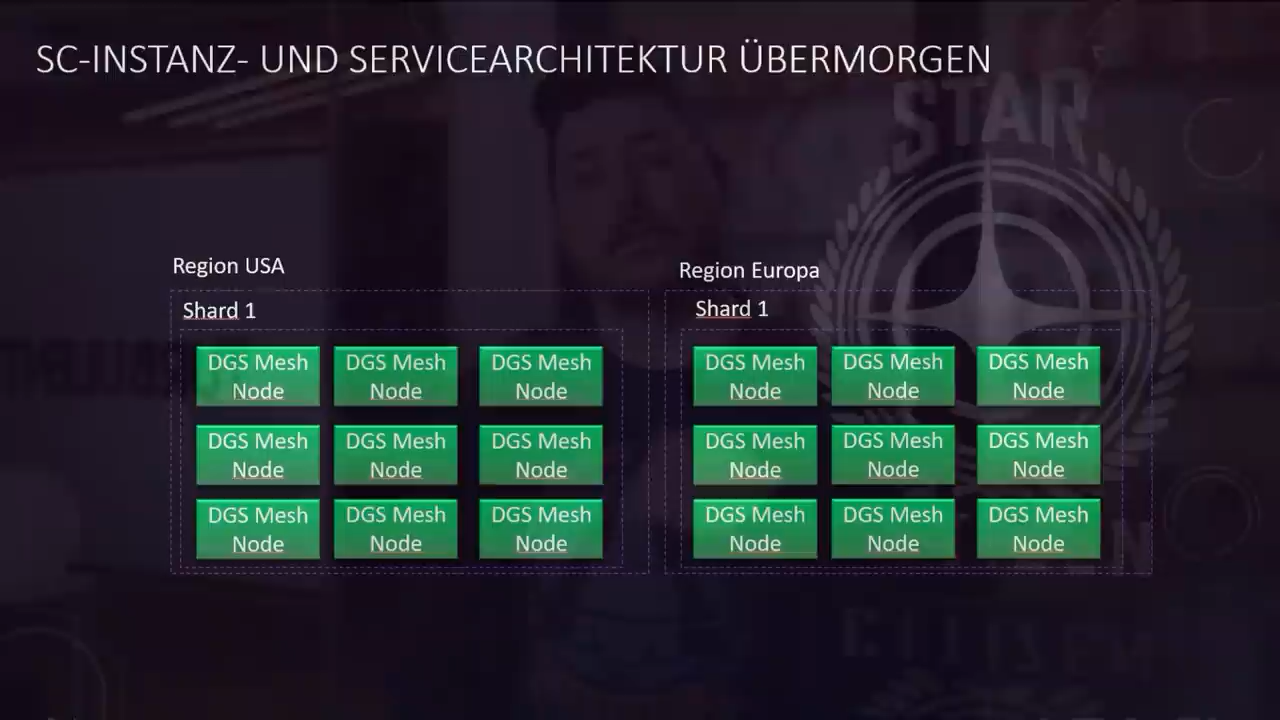 SC-INSTANZ- UND SERVICEARCHITEKTUR ÜBERMORGEN
STAR
Region USA
Region Europa
Shard 1
Shard 1
DGS Mesh
Node
DGS Mesh
Node
DGS Mesh
Node
DGS Mesh
Node
DGS Mesh
Node
DGS Mesh
Node
DGS Mesh
Node
DGS Mesh
Node
DGS Mesh
Node
DGS Mesh
Node
DGS Mesh
Node
DGS Mesh
Node
DGS Mesh
Node
DGS Mesh
Node
DGS Mesh
Node
DGS Mesh
Node
DGS Mesh
Node
DGS Mesh
Node
CITIZEN